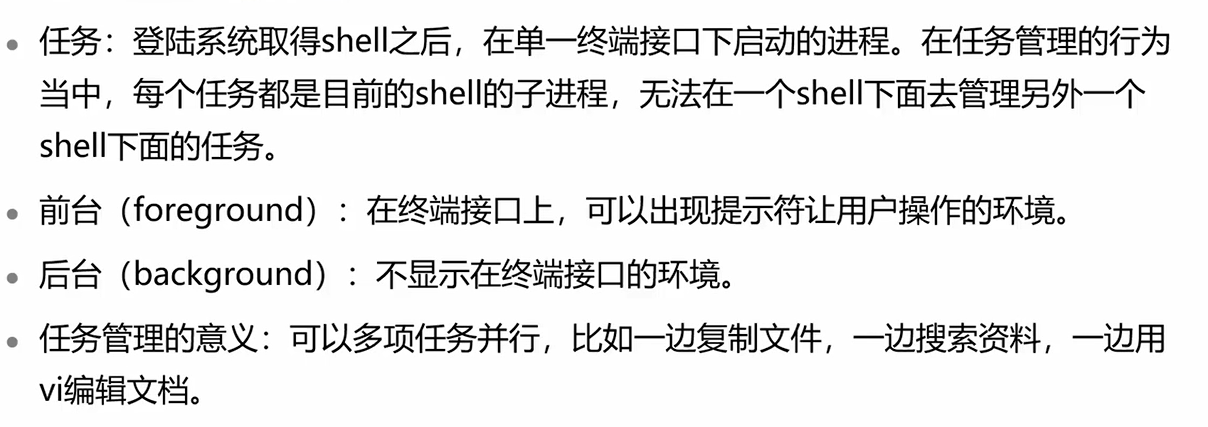 • 任务：登陆系统取得shell之后，在单一终端接口下启动的进程。在任务管理的行为
当中，每个任务都是目前的shell的子进程，无法在一个shell下面去管理另外一个
shell下面的任务。
• 前台（foreground）：在终端接口上，可以出现提示符让用户操作的环境。
• 后台（background）：不显示在终端接口的环境。
• 任务管理的意义：可以多项任务并行，比如一边复制文件，一边搜索资料，一边用
vi编辑文档。